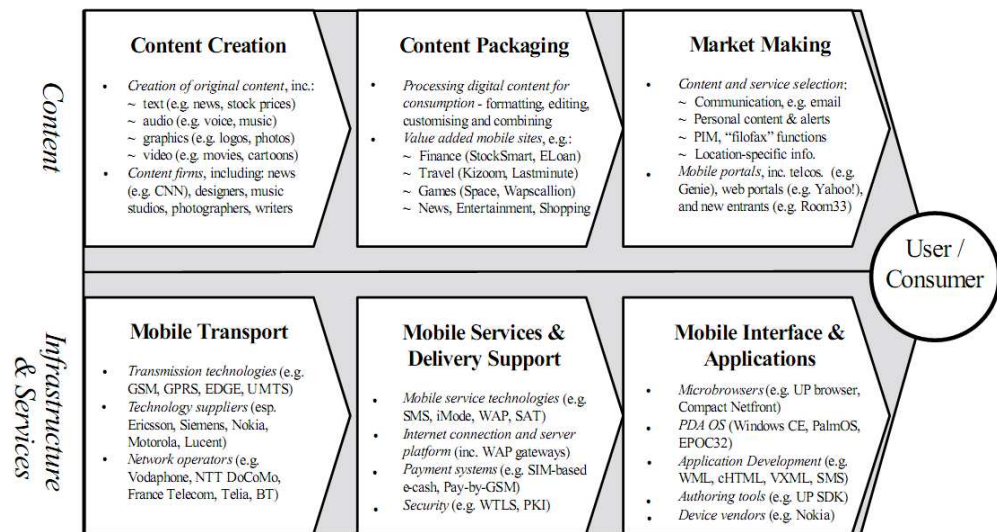 Content
Content Creation
• Creation of original content, inc.:
~ text (e.g. news, stock prices)
~ audio (e.g. voice, music)
~ graphics (e.g. logos, photos)
~ video (e.g. movies, cartoons)
• Content firms, including: news
(e.g. CNN), designers, music
studios, photographers, writers
Content Packaging
• Processing digital content for
consumption - formatting, editing,
customising and combining
• Value added mobile sites, e.g.:
~ Finance (StockSmart, ELoan)
~ Travel (Kizoom, Lastminute)
~ Games (Space, Wapscallion)
~ News, Entertainment, Shopping
Market Making
• Content and service selection:
~ Communication, e.g. email
~ Personal content & alerts
~ PIM, "filofax" functions
~ Location-specific info.
• Mobile portals, inc. telcos. (e.g.
Genie), web portals (e.g. Yahoo!),
and new entrants (e.g. Room33)
User /
Consumer
Infrastructure
& Services
Mobile Transport
• Transmission technologies (e.g.
GSM, GPRS, EDGE, UMTS)
• Technology suppliers (esp.
Ericsson, Siemens, Nokia,
Motorola, Lucent)
• Network operators (e.g.
Vodaphone, NTT DoCoMo,
France Telecom, Telia, BT)
Mobile Services &
Delivery Support
• Mobile service technologies (e.g.
SMS, iMode, WAP, SAT)
• Internet connection and server
platform (inc. WAP gateways)
• Payment systems (e.g. SIM-based
e-cash, Pay-by-GSM)
• Security (e.g. WTLS, PKI)
Mobile Interface &
Applications
• Microbrowsers (e.g. UP browser,
Compact Netfront)
• PDA OS (Windows CE, PalmOS,
EPOC32)
• Application Development (e.g.
WML, cHTML, VXML, SMS)
• Authoring tools (e.g. UP SDK)
• Device vendors (e.g. Nokia)